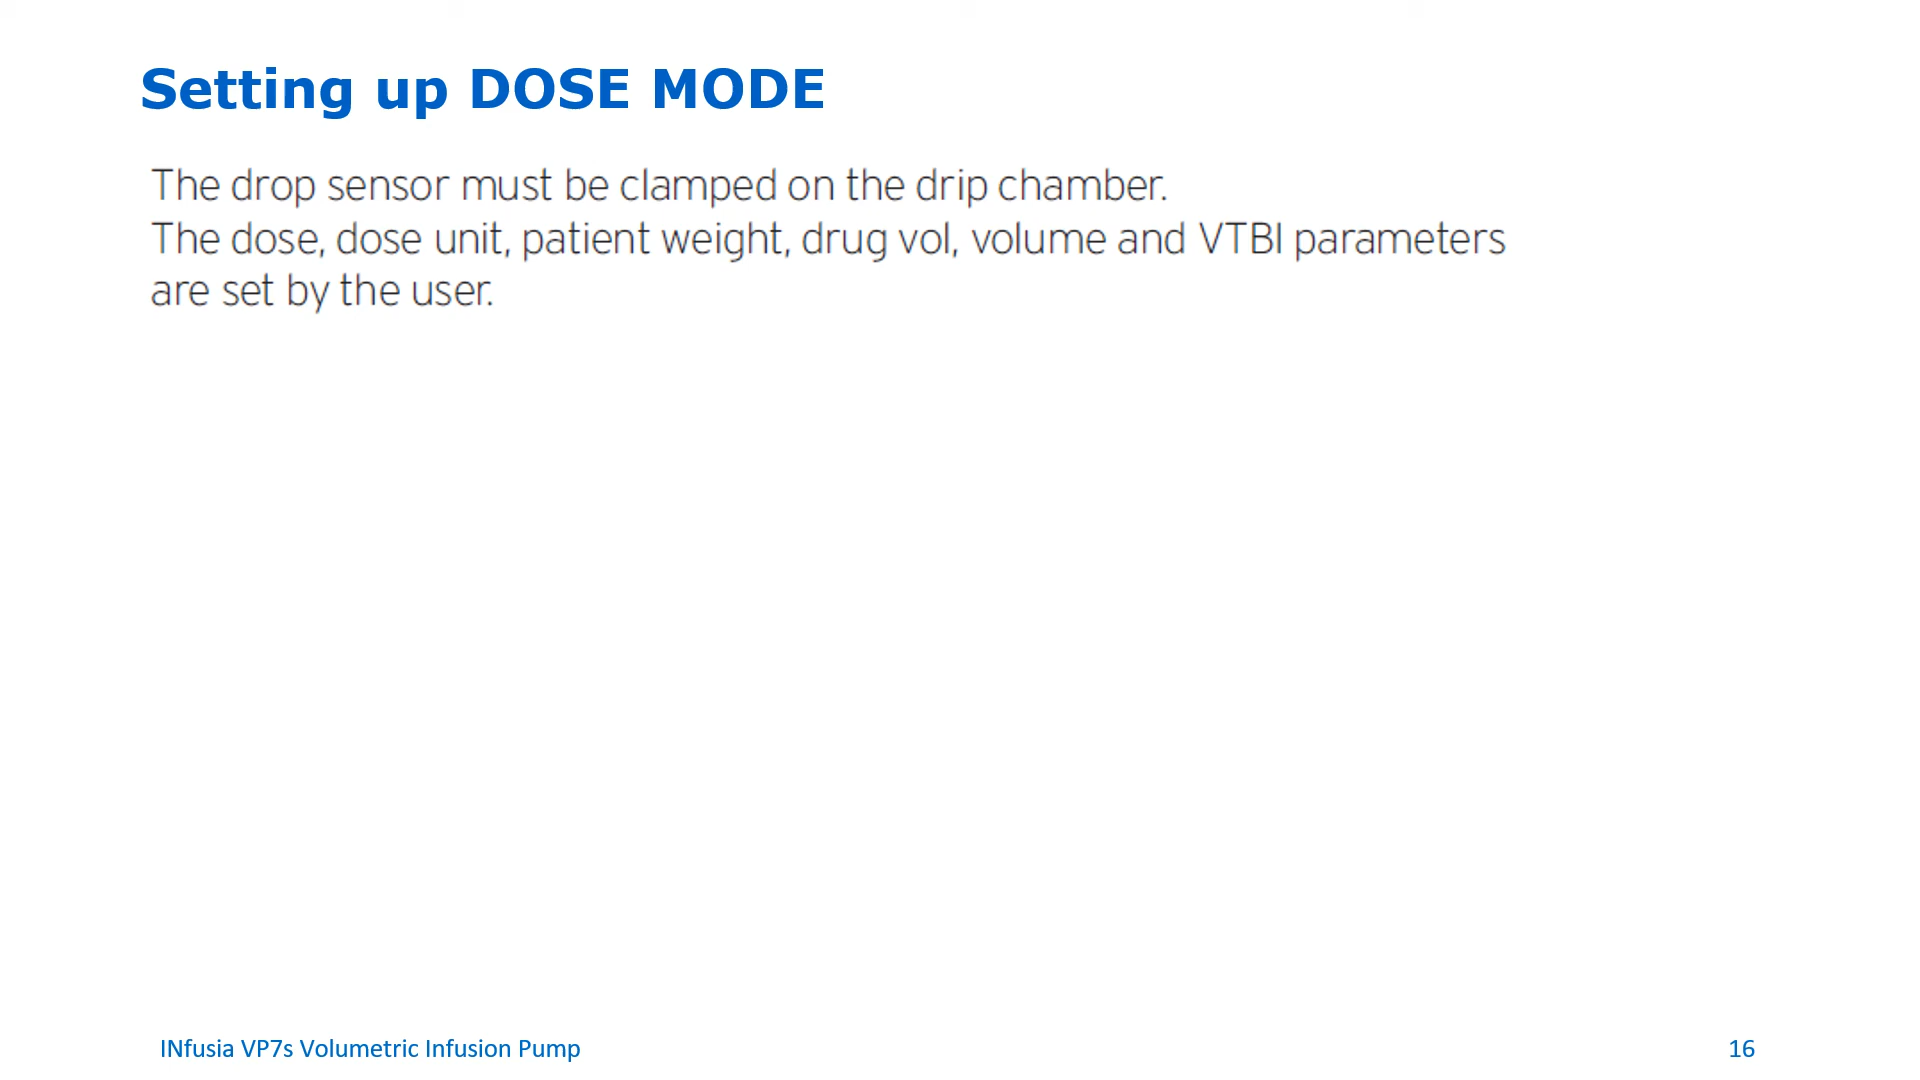 Setting up DOSE MODE
The drop sensor must be clamped on the drip chamber.
The dose, dose unit, patient weight, drug vol, volume and VTBI parameters
are set by the user.
INfusia VP7s Volumetric Infusion Pump
16